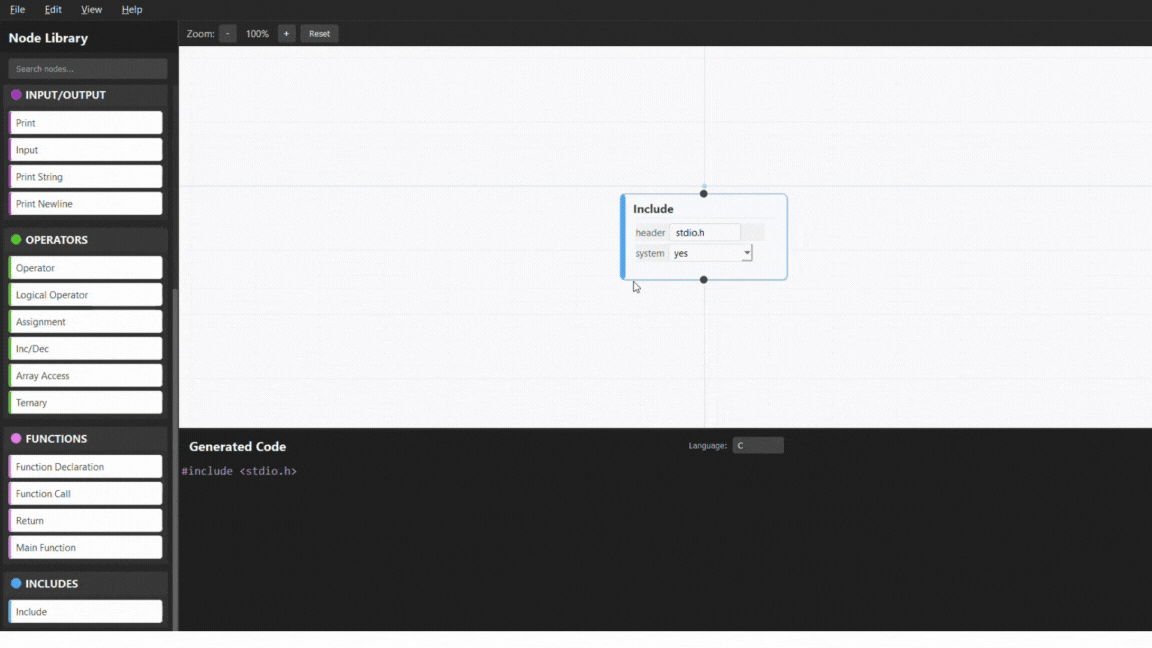 File Edit View Help
Node Library
Zoom: - 100% + Reset
Search nodes...
INPUT/OUTPUT
Print
Input
Print String
Print Newline
OPERATORS
Operator
Logical Operator
Assignment
Inc/Dec
Array Access
Ternary
FUNCTIONS
Function Declaration
Function Call
Return
Main Function
INCLUDES
Include
Include
header stdio.h
system yes
Generated Code
Language: C
#include <stdio.h>